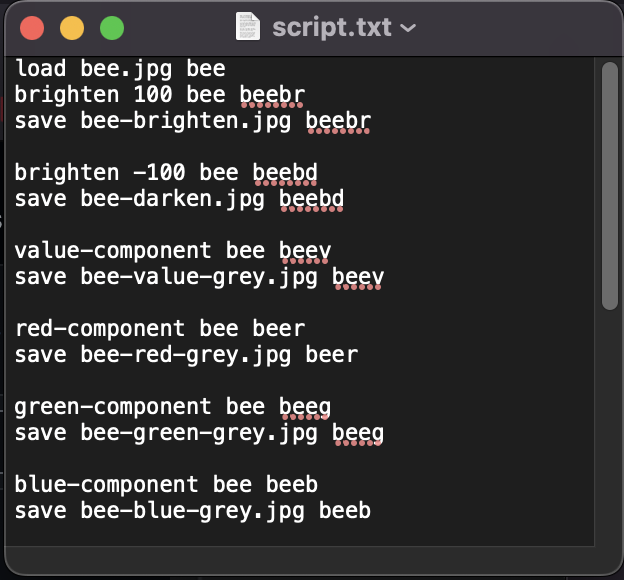 script.txt
load bee.jpg bee
brighten 100 bee beebr
save bee-brighten.jpg beebr
brighten -100 bee beebd
save bee-darken.jpg beebd
value-component bee beev
save bee-value-grey.jpg beev
red-component bee beer
save bee-red-grey.jpg beer
green-component bee beeg
save bee-green-grey.jpg beeg
blue-component bee beeb
save bee-blue-grey.jpg beeb